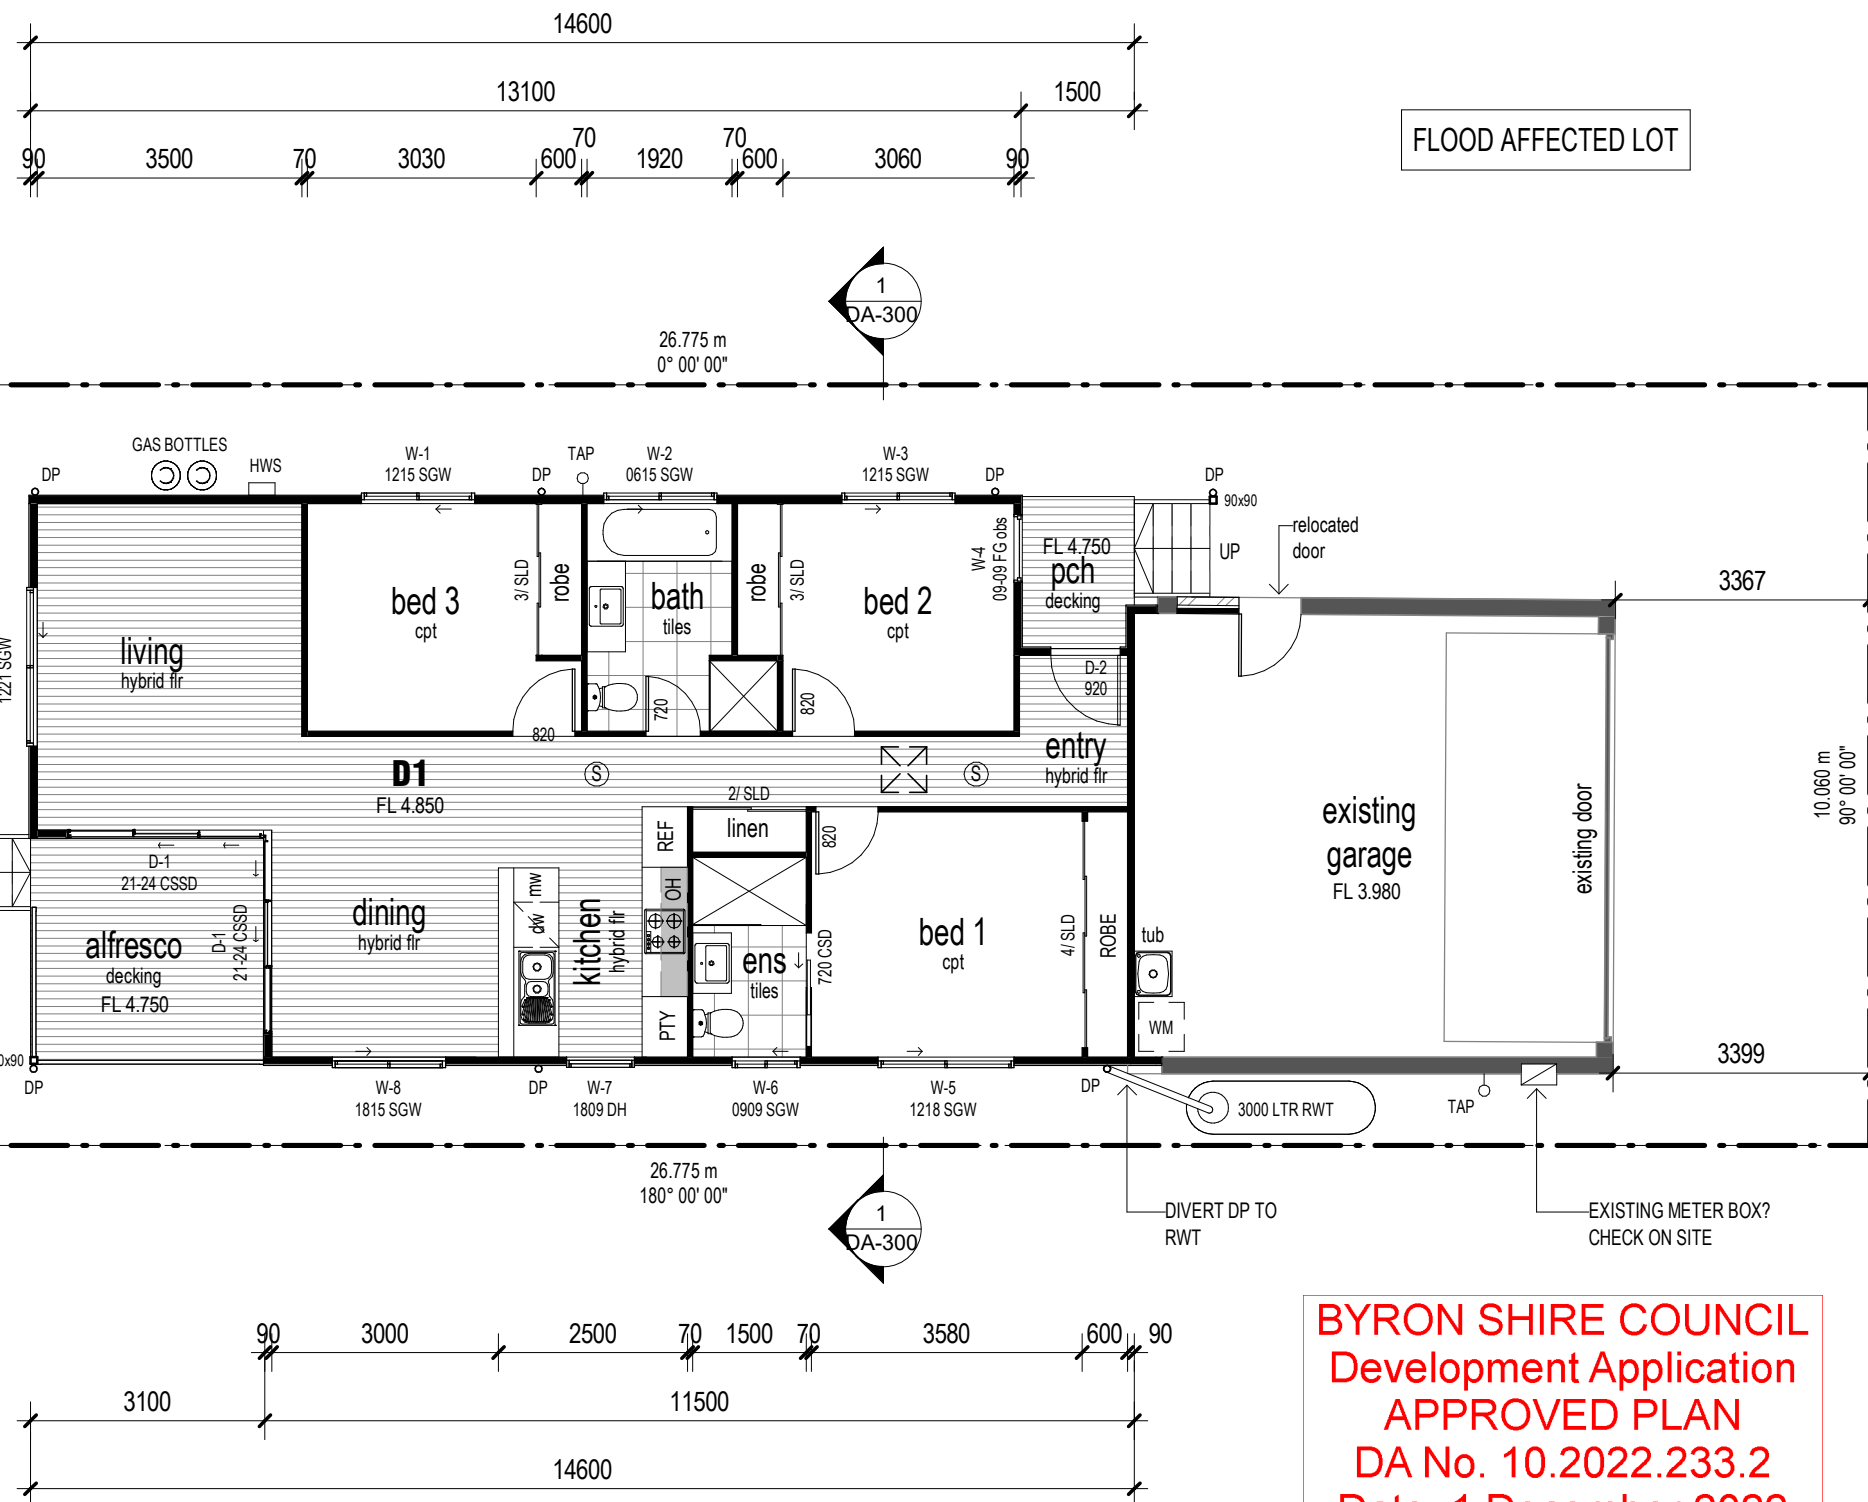 14600
13100
1500
90
3500
70
3030
600
70
1920
70
600
3060
90
FLOOD AFFECTED LOT
1
DA-300
26.775 m
0° 00' 00"
GAS BOTTLES
DP
HWS
W-1
1215 SGW
DP
TAP
W-2
0615 SGW
W-3
1215 SGW
DP
DP
90x90
relocated
door
UP
FL 4.750
pch
decking
W-4
09-09 FG obs
3/ SLD
robe
bed 3
cpt
bath
tiles
robe
3/ SLD
bed 2
cpt
living
hybrid flr
1221 SGW
820
720
820
D-2
920
3367
entry
hybrid flr
D1
FL 4.850
S
S
2/ SLD
linen
820
REF
OH
PTY
mw
dw
kitchen
hybrid flr
dining
hybrid flr
D-1
21-24 CSSD
D-1
21-24 CSSD
alfresco
decking
FL 4.750
ens
tiles
720 CSD
bed 1
cpt
4/ SLD
ROBE
existing
garage
FL 3.980
existing door
10.060 m
90° 00' 00"
tub
WM
3399
DP
W-8
1815 SGW
DP
W-7
1809 DH
W-6
0909 SGW
W-5
1218 SGW
DP
3000 LTR RWT
TAP
26.775 m
180° 00' 00"
1
DA-300
DIVERT DP TO
RWT
EXISTING METER BOX?
CHECK ON SITE
90
3000
2500
70
1500
70
3580
600
90
3100
11500
14600
BYRON SHIRE COUNCIL
Development Application
APPROVED PLAN
DA No. 10.2022.233.2